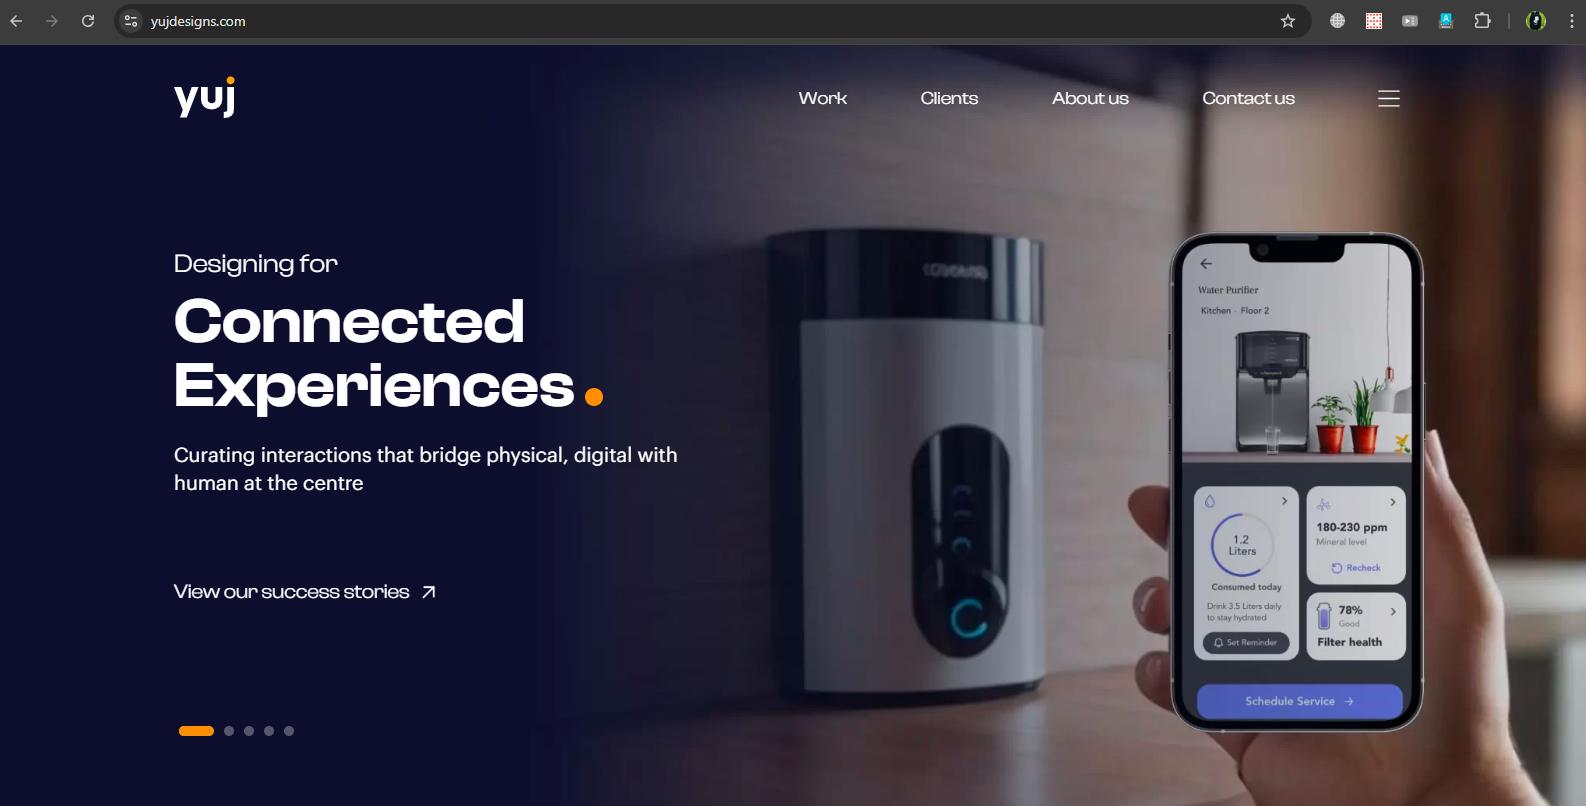 yujdesigns.com
yuj
Work
Clients
About us
Contact us
Designing for
Connected
Experiences
Curating interactions that bridge physical, digital with
human at the centre
View our success stories
Water Purifier
Kitchen · Floor 2
1.2
Liters
Consumed today
Drink 3.5 Liters daily
to stay hydrated
Set Reminder
180-230 ppm
Mineral level
Recheck
78%
Good
Filter health
Schedule Service